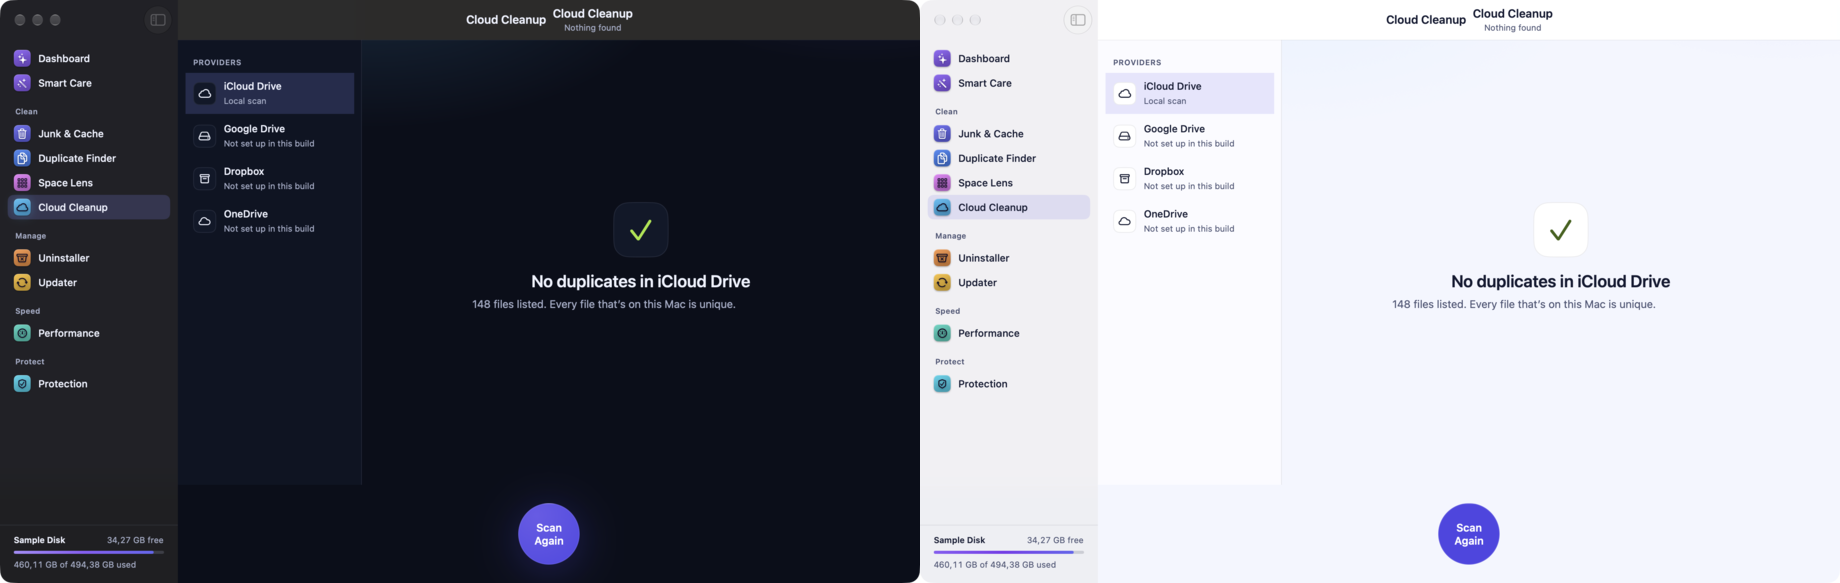 Cloud Cleanup
Cloud Cleanup
Nothing found
Dashboard
Smart Care
Clean
Junk & Cache
Duplicate Finder
Space Lens
Cloud Cleanup
Manage
Uninstaller
Updater
Speed
Performance
Protect
Protection
Sample Disk 34,27 GB free
460,11 GB of 494,38 GB used
PROVIDERS
iCloud Drive
Local scan
Google Drive
Not set up in this build
Dropbox
Not set up in this build
OneDrive
Not set up in this build
No duplicates in iCloud Drive
148 files listed. Every file that's on this Mac is unique.
Scan
Again
Cloud Cleanup
Cloud Cleanup
Nothing found
Dashboard
Smart Care
Clean
Junk & Cache
Duplicate Finder
Space Lens
Cloud Cleanup
Manage
Uninstaller
Updater
Speed
Performance
Protect
Protection
Sample Disk 34,27 GB free
460,11 GB of 494,38 GB used
PROVIDERS
iCloud Drive
Local scan
Google Drive
Not set up in this build
Dropbox
Not set up in this build
OneDrive
Not set up in this build
No duplicates in iCloud Drive
148 files listed. Every file that's on this Mac is unique.
Scan
Again